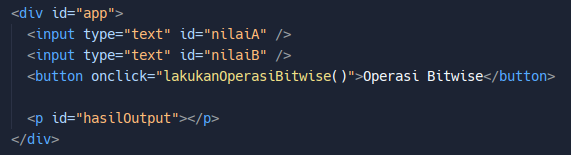 <div id="app">
<input type="text" id="nilaiA" />
<input type="text" id="nilaiB" />
<button onclick="lakukanOperasiBitwise()">Operasi Bitwise</button>
<p id="hasilOutput"></p>
</div>